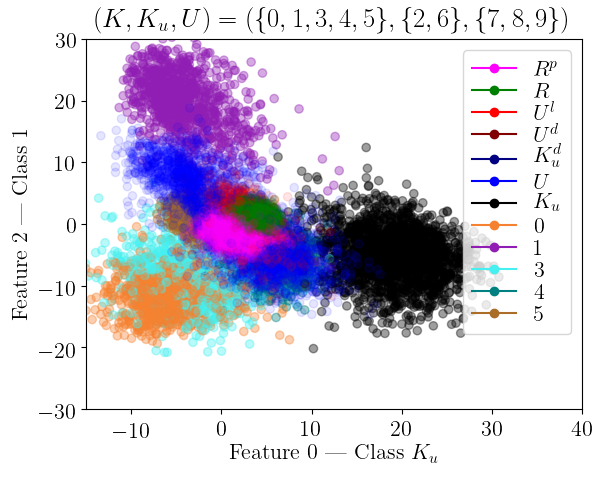 (K, K_u, U) = ({0, 1, 3, 4, 5}, {2, 6}, {7, 8, 9})
30
20
10
0
−10
−20
−30
Feature 2 — Class 1
−10
0
10
20
30
40
Feature 0 — Class K_u
R^p
R
U^l
U^d
K_u^d
U
K_u
0
1
3
4
5